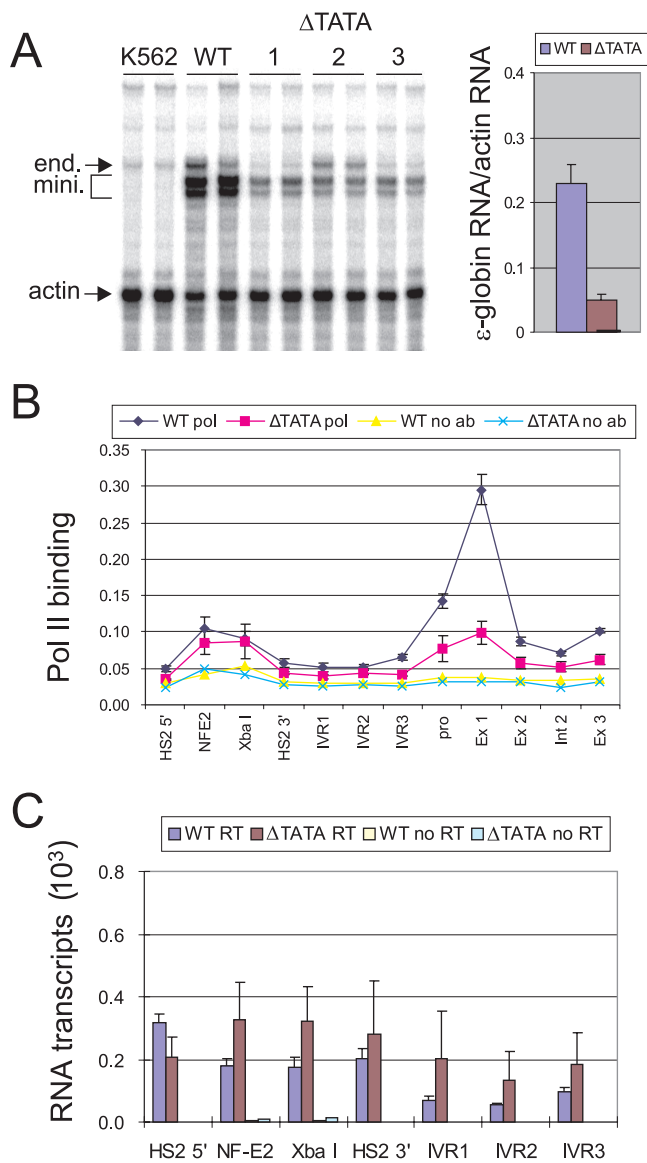 A
ΔTATA
K562 WT 1 2 3
end.
mini.
actin
WT ΔTATA
ε-globin RNA/actin RNA
0.4
0.3
0.2
0.1
0
B
WT pol ΔTATA pol WT no ab ΔTATA no ab
Pol II binding
0.35
0.30
0.25
0.20
0.15
0.10
0.05
0.00
HS2 5' NFE2 Xba I HS2 3' IVR1 IVR2 IVR3 pro Ex 1 Ex 2 Int 2 Ex 3
C
WT RT ΔTATA RT WT no RT ΔTATA no RT
RNA transcripts (10³)
0.8
0.6
0.4
0.2
0.0
HS2 5' NF-E2 Xba I HS2 3' IVR1 IVR2 IVR3